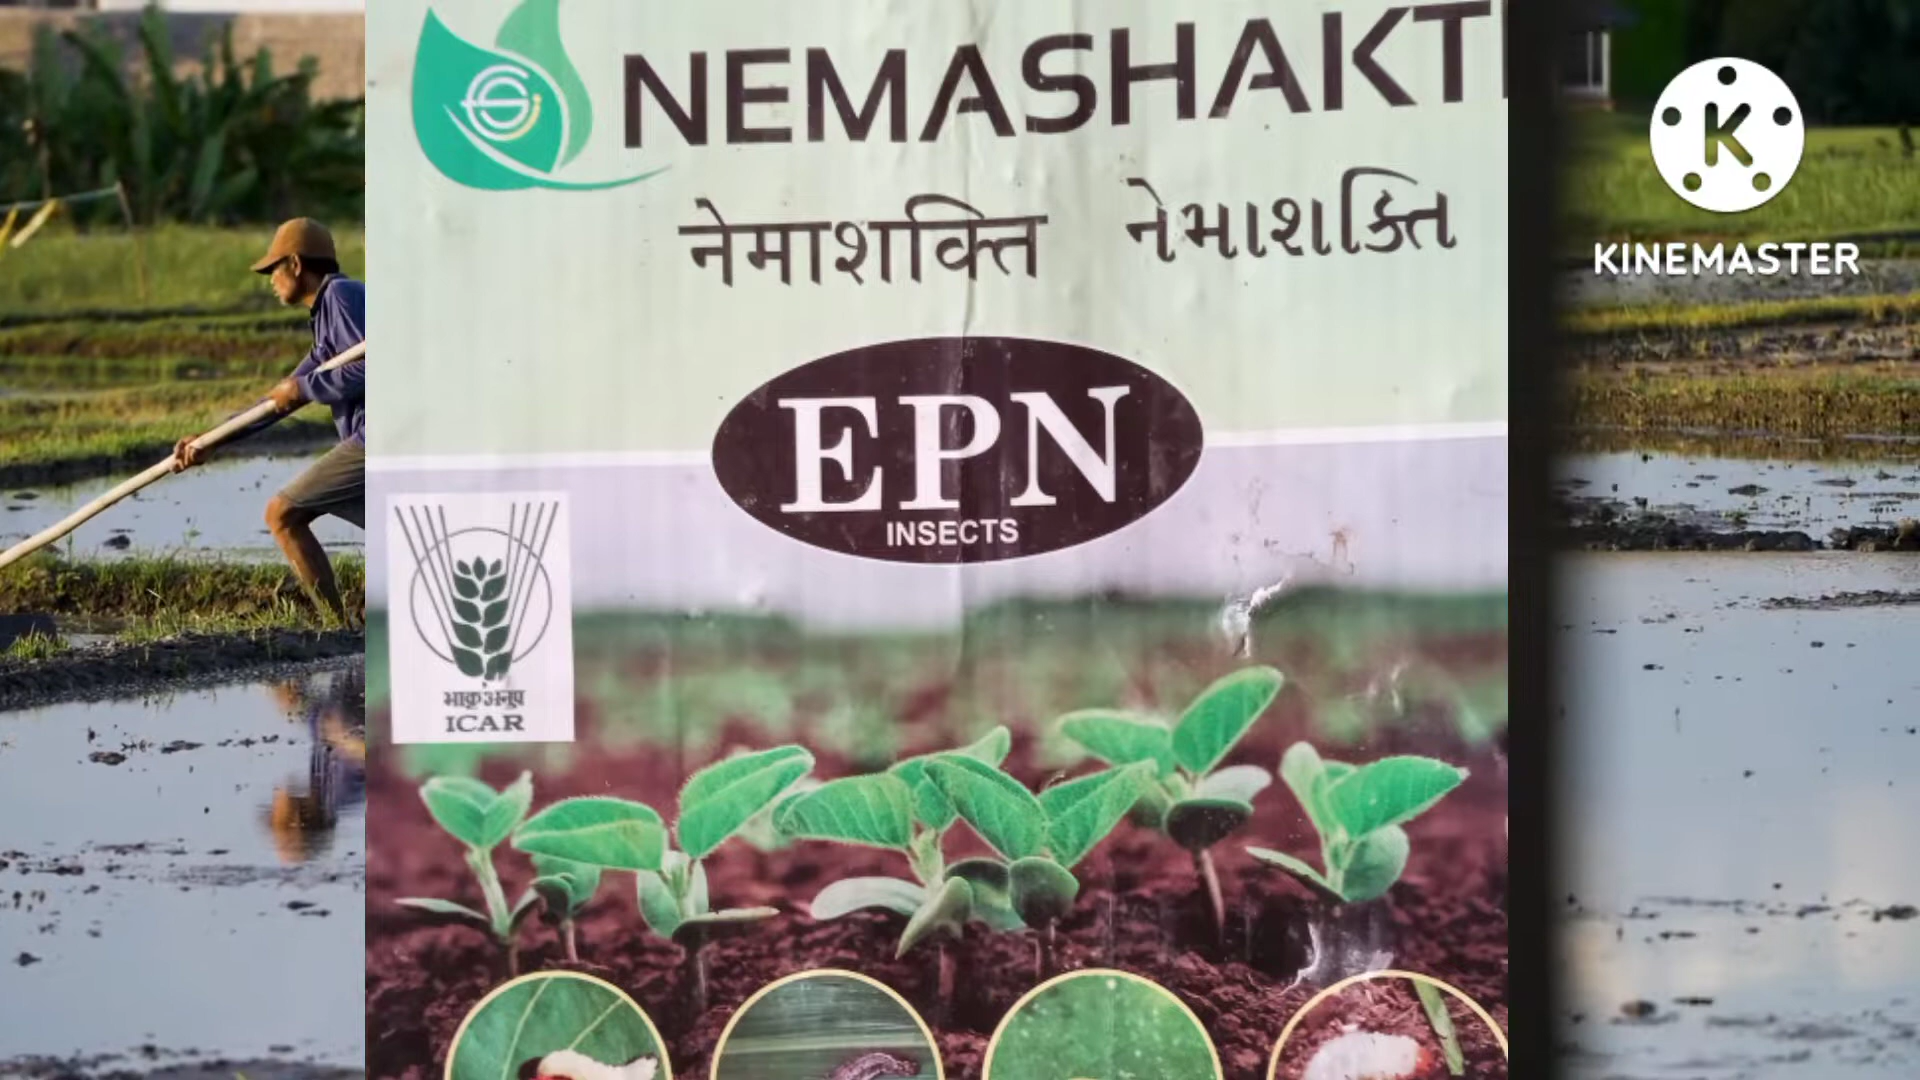 NEMASHAKTI
नेमाशक्ति નેમાશક્તિ
EPN
INSECTS
भाकृअनुप
ICAR
KINEMASTER